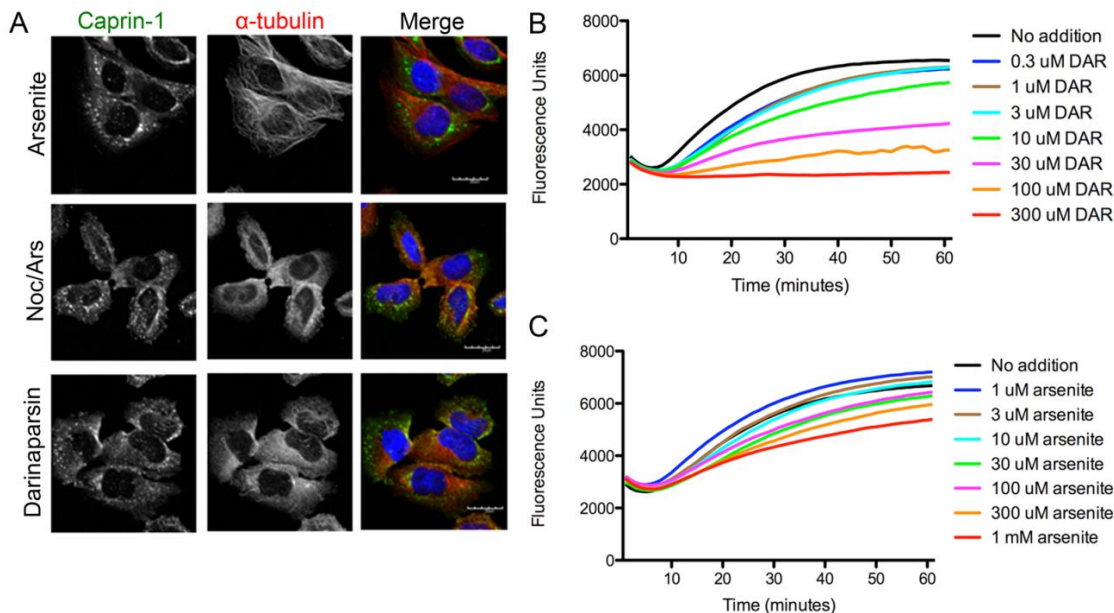 A
Caprin-1
α-tubulin
Merge
Arsenite
Noc/Ars
Darinaparsin
B
8000
6000
4000
2000
0
Fluorescence Units
10 20 30 40 50 60
Time (minutes)
No addition
0.3 uM DAR
1 uM DAR
3 uM DAR
10 uM DAR
30 uM DAR
100 uM DAR
300 uM DAR
C
8000
6000
4000
2000
0
Fluorescence Units
10 20 30 40 50 60
Time (minutes)
No addition
1 uM arsenite
3 uM arsenite
10 uM arsenite
30 uM arsenite
100 uM arsenite
300 uM arsenite
1 mM arsenite